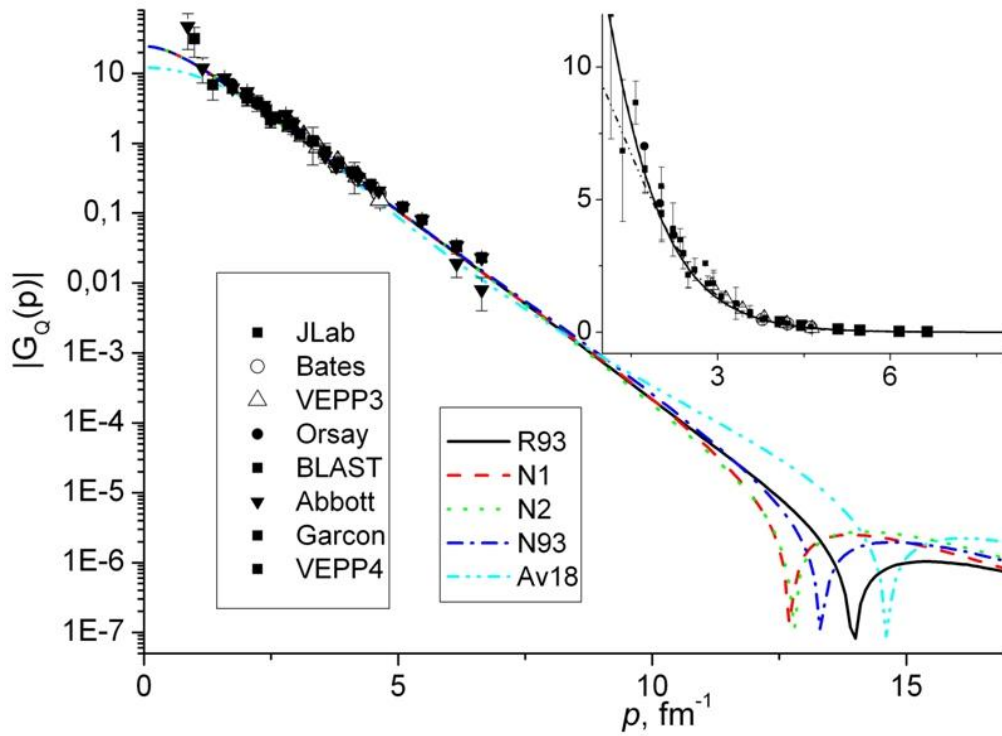 |G_Q(p)|
10
1
0,1
0,01
1E-3
1E-4
1E-5
1E-6
1E-7
0
5
10
15
p, fm⁻¹
10
5
0
3
6
JLab
Bates
VEPP3
Orsay
BLAST
Abbott
Garcon
VEPP4
R93
N1
N2
N93
Av18